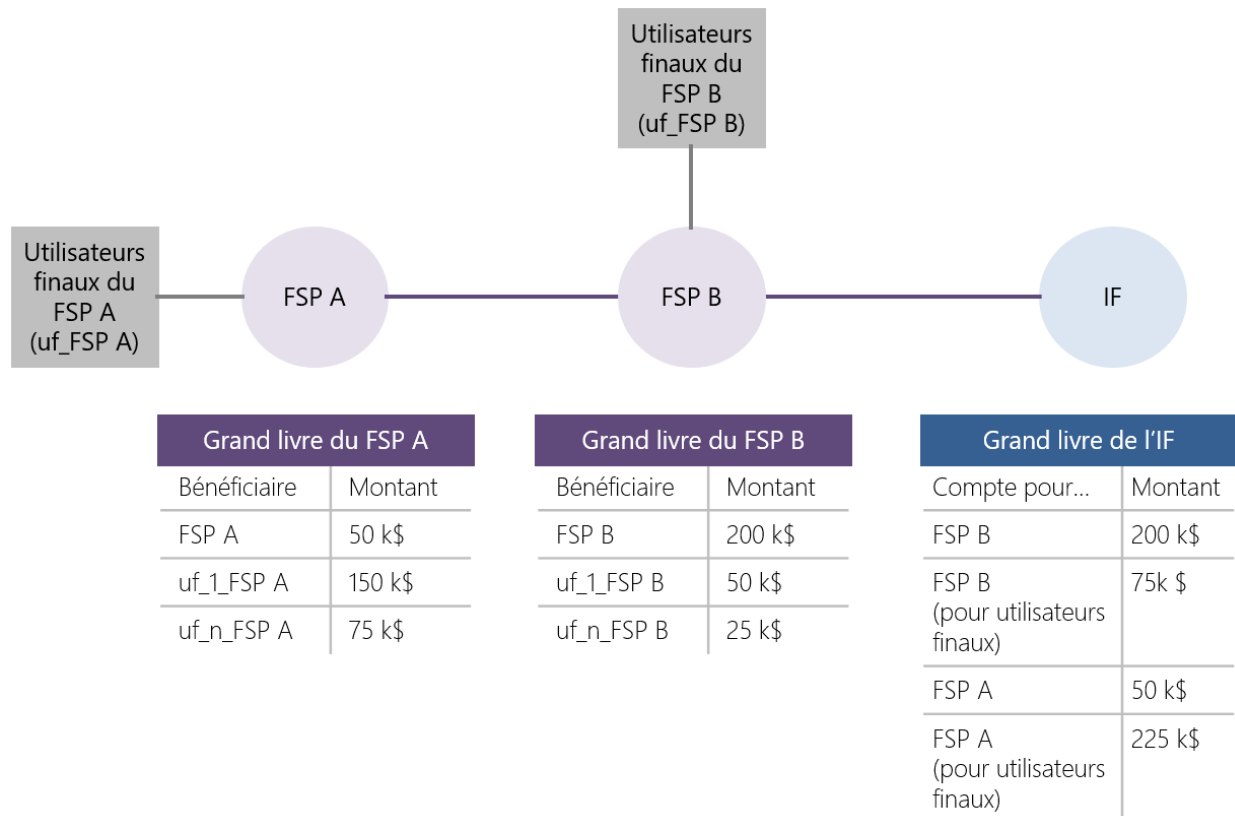 Utilisateurs
finaux du
FSP B
(uf_FSP B)
Utilisateurs
finaux du
FSP A
(uf_FSP A)
FSP A
FSP B
IF
Grand livre du FSP A
Bénéficiaire Montant
FSP A 50 k$
uf_1_FSP A 150 k$
uf_n_FSP A 75 k$
Grand livre du FSP B
Bénéficiaire Montant
FSP B 200 k$
uf_1_FSP B 50 k$
uf_n_FSP B 25 k$
Grand livre de l’IF
Compte pour... Montant
FSP B 200 k$
FSP B 75k $
(pour utilisateurs
finaux)
FSP A 50 k$
FSP A 225 k$
(pour utilisateurs
finaux)